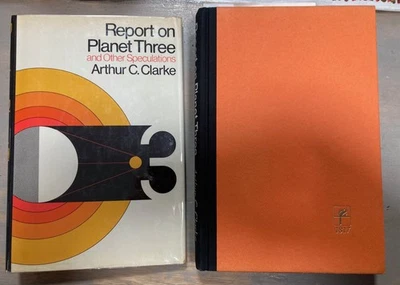 Report on
Planet Three
and Other Speculations
Arthur C. Clarke